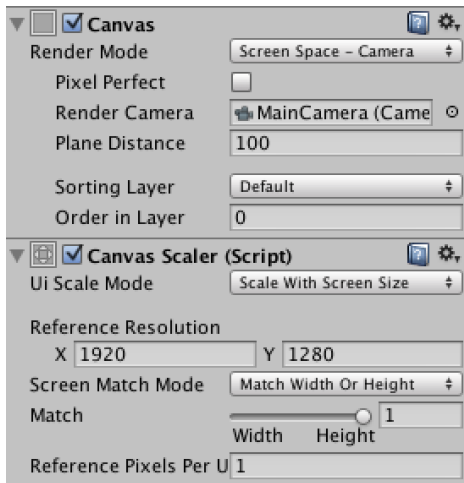 Canvas
Render Mode Screen Space – Camera
Pixel Perfect
Render Camera MainCamera (Came
Plane Distance 100
Sorting Layer Default
Order in Layer 0
Canvas Scaler (Script)
Ui Scale Mode Scale With Screen Size
Reference Resolution
X 1920 Y 1280
Screen Match Mode Match Width Or Height
Match 1
Width Height
Reference Pixels Per U 1